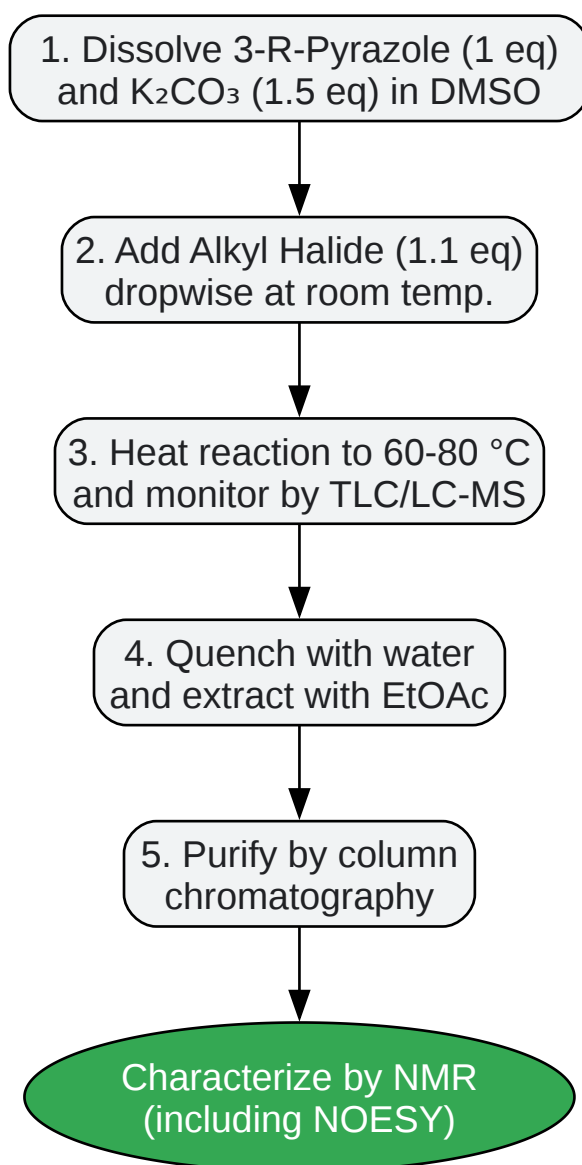 1. Dissolve 3-R-Pyrazole (1 eq)
and K₂CO₃ (1.5 eq) in DMSO
2. Add Alkyl Halide (1.1 eq)
dropwise at room temp.
3. Heat reaction to 60-80 °C
and monitor by TLC/LC-MS
4. Quench with water
and extract with EtOAc
5. Purify by column
chromatography
Characterize by NMR
(including NOESY)